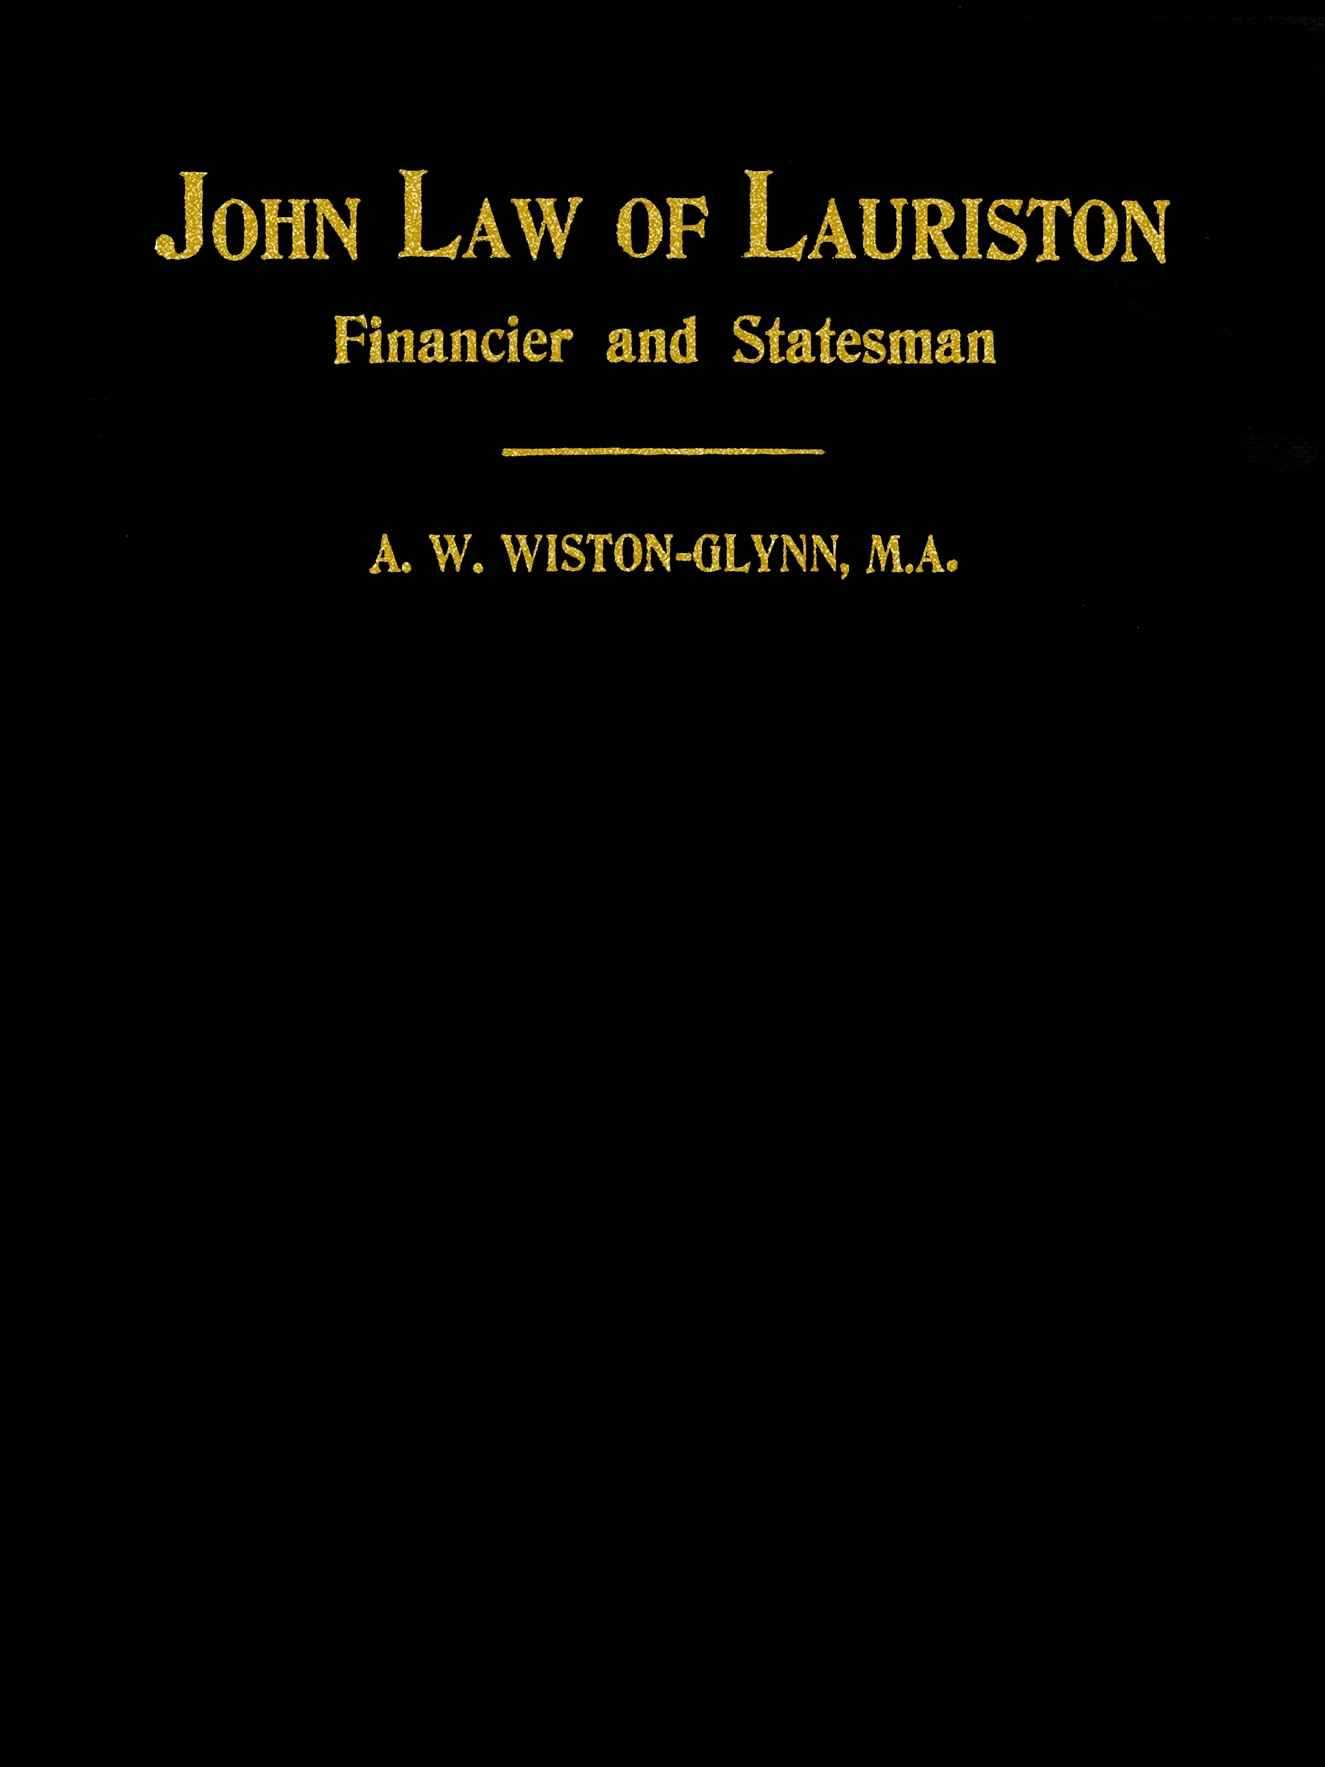 JOHN LAW OF LAURISTON
Financier and Statesman
A. W. WISTON-GLYNN, M.A.